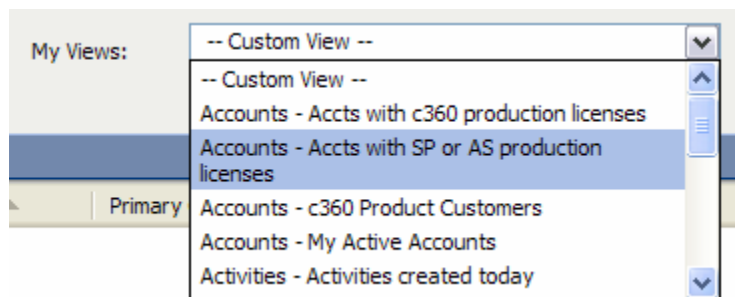 My Views:
-- Custom View --
-- Custom View --
Accounts - Accts with c360 production licenses
Accounts - Accts with SP or AS production
licenses
Primary
Accounts - c360 Product Customers
Accounts - My Active Accounts
Activities - Activities created today